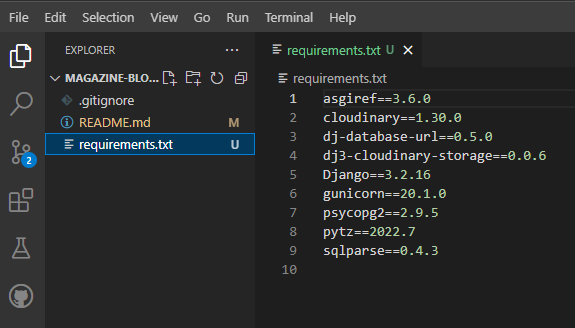 File Edit Selection View Go Run Terminal Help
EXPLORER ...
requirements.txt U ×
MAGAZINE-BLO...
requirements.txt
.gitignore
README.md M
requirements.txt U
2
1 asgiref==3.6.0
2 cloudinary==1.30.0
3 dj-database-url==0.5.0
4 dj3-cloudinary-storage==0.0.6
5 Django==3.2.16
6 gunicorn==20.1.0
7 psycopg2==2.9.5
8 pytz==2022.7
9 sqlparse==0.4.3
10